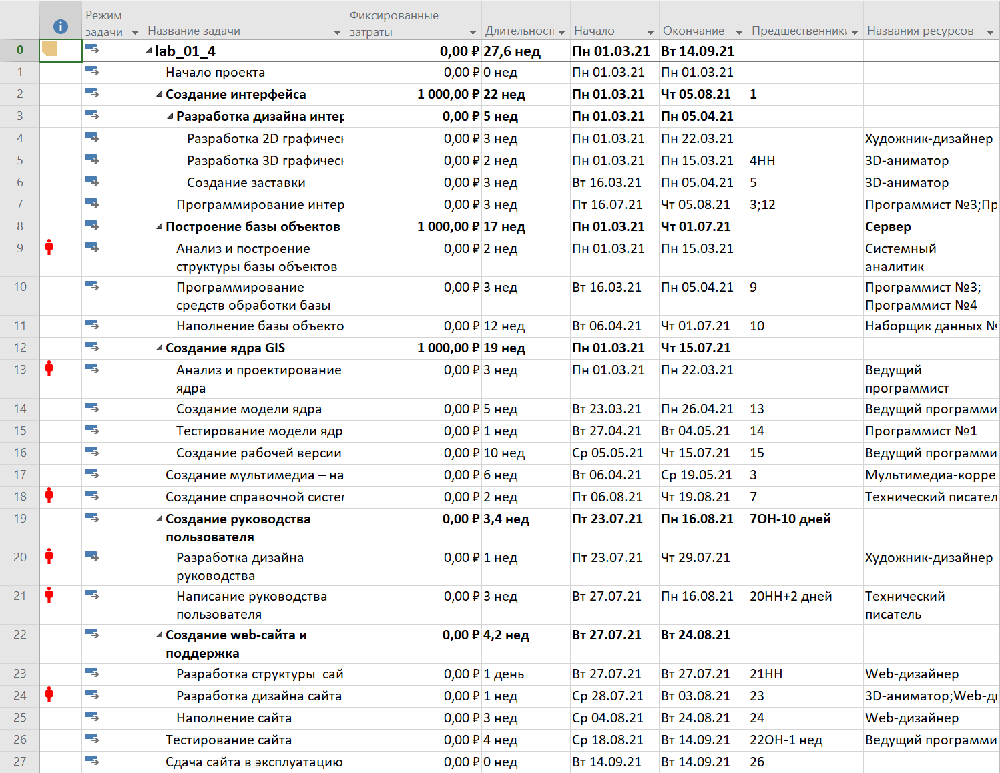 Режим задачи Название задачи Фиксированные затраты Длительност Начало Окончание Предшественники Названия ресурсов
0 lab_01_4 0,00 ₽ 27,6 нед Пн 01.03.21 Вт 14.09.21
1 Начало проекта 0,00 ₽ 0 нед Пн 01.03.21 Пн 01.03.21
2 Создание интерфейса 1 000,00 ₽ 22 нед Пн 01.03.21 Чт 05.08.21 1
3 Разработка дизайна интер 0,00 ₽ 5 нед Пн 01.03.21 Пн 05.04.21
4 Разработка 2D графическ 0,00 ₽ 3 нед Пн 01.03.21 Пн 22.03.21 Художник-дизайнер
5 Разработка 3D графическ 0,00 ₽ 2 нед Пн 01.03.21 Пн 15.03.21 4НН 3D-аниматор
6 Создание заставки 0,00 ₽ 3 нед Вт 16.03.21 Пн 05.04.21 5 3D-аниматор
7 Программирование интер 0,00 ₽ 3 нед Пт 16.07.21 Чт 05.08.21 3;12 Программист №3;Пр
8 Построение базы объектов 1 000,00 ₽ 17 нед Пн 01.03.21 Чт 01.07.21 Сервер
9 Анализ и построение структуры базы объектов 0,00 ₽ 2 нед Пн 01.03.21 Пн 15.03.21 Системный аналитик
10 Программирование средств обработки базы 0,00 ₽ 3 нед Вт 16.03.21 Пн 05.04.21 9 Программист №3; Программист №4
11 Наполнение базы объекто 0,00 ₽ 12 нед Вт 06.04.21 Чт 01.07.21 10 Наборщик данных №
12 Создание ядра GIS 1 000,00 ₽ 19 нед Пн 01.03.21 Чт 15.07.21
13 Анализ и проектирование ядра 0,00 ₽ 3 нед Пн 01.03.21 Пн 22.03.21 Ведущий программист
14 Создание модели ядра 0,00 ₽ 5 нед Вт 23.03.21 Пн 26.04.21 13 Ведущий программи
15 Тестирование модели ядра 0,00 ₽ 1 нед Вт 27.04.21 Вт 04.05.21 14 Программист №1
16 Создание рабочей версии 0,00 ₽ 10 нед Ср 05.05.21 Чт 15.07.21 15 Ведущий программи
17 Создание мультимедиа – на 0,00 ₽ 6 нед Вт 06.04.21 Ср 19.05.21 3 Мультимедиа-корре
18 Создание справочной систем 0,00 ₽ 2 нед Пт 06.08.21 Чт 19.08.21 7 Технический писател
19 Создание руководства пользователя 0,00 ₽ 3,4 нед Пт 23.07.21 Пн 16.08.21 7ОН-10 дней
20 Разработка дизайна руководства 0,00 ₽ 1 нед Пт 23.07.21 Чт 29.07.21 Художник-дизайнер
21 Написание руководства пользователя 0,00 ₽ 3 нед Вт 27.07.21 Пн 16.08.21 20НН+2 дней Технический писатель
22 Создание web-сайта и поддержка 0,00 ₽ 4,2 нед Вт 27.07.21 Вт 24.08.21
23 Разработка структуры сайт 0,00 ₽ 1 день Вт 27.07.21 Вт 27.07.21 21НН Web-дизайнер
24 Разработка дизайна сайта 0,00 ₽ 1 нед Ср 28.07.21 Вт 03.08.21 23 3D-аниматор;Web-ди
25 Наполнение сайта 0,00 ₽ 3 нед Ср 04.08.21 Вт 24.08.21 24 Web-дизайнер
26 Тестирование сайта 0,00 ₽ 4 нед Ср 18.08.21 Вт 14.09.21 22ОН-1 нед Ведущий программи
27 Сдача сайта в эксплуатацию 0,00 ₽ 0 нед Вт 14.09.21 Вт 14.09.21 26